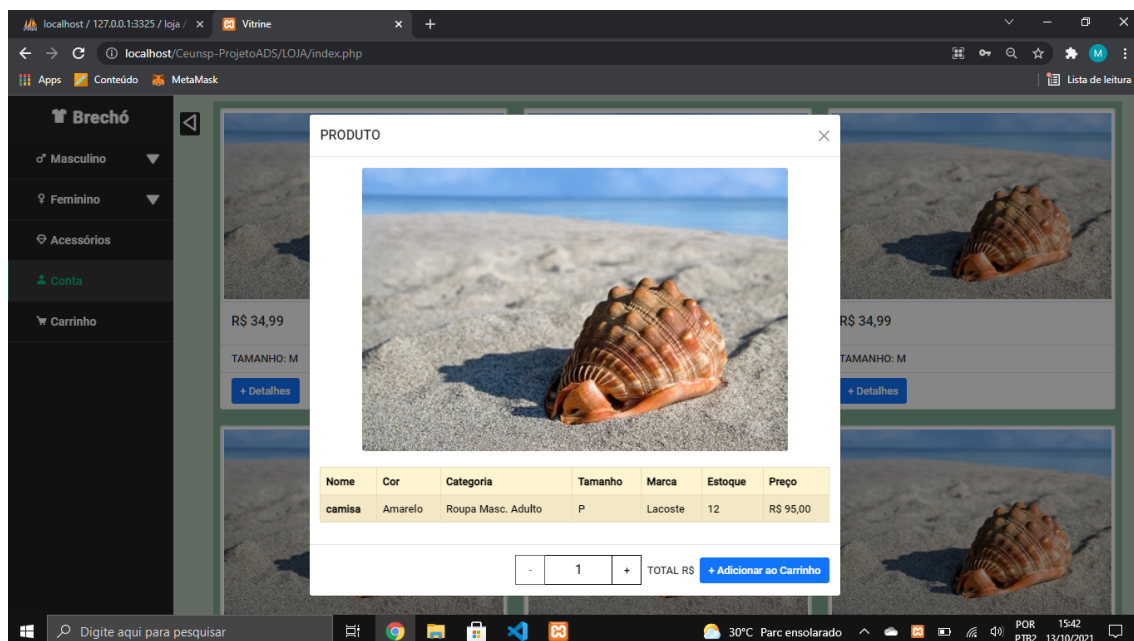 localhost / 127.0.0.1:3325 / loja /
Vitrine
localhost/Ceunsp-ProjetoADS/LOJA/index.php
M
Apps
Conteúdo
MetaMask
Lista de leitura
Brechó
Masculino
Feminino
Acessórios
Conta
Carrinho
PRODUTO
R$ 34,99
TAMANHO: M
+ Detalhes
R$ 34,99
TAMANHO: M
+ Detalhes
Nome Cor Categoria Tamanho Marca Estoque Preço
camisa Amarelo Roupa Masc. Adulto P Lacoste 12 R$ 95,00
- 1 + TOTAL R$ + Adicionar ao Carrinho
Digite aqui para pesquisar
30°C Parc ensolarado
POR
PTB2
15:42
13/10/2021